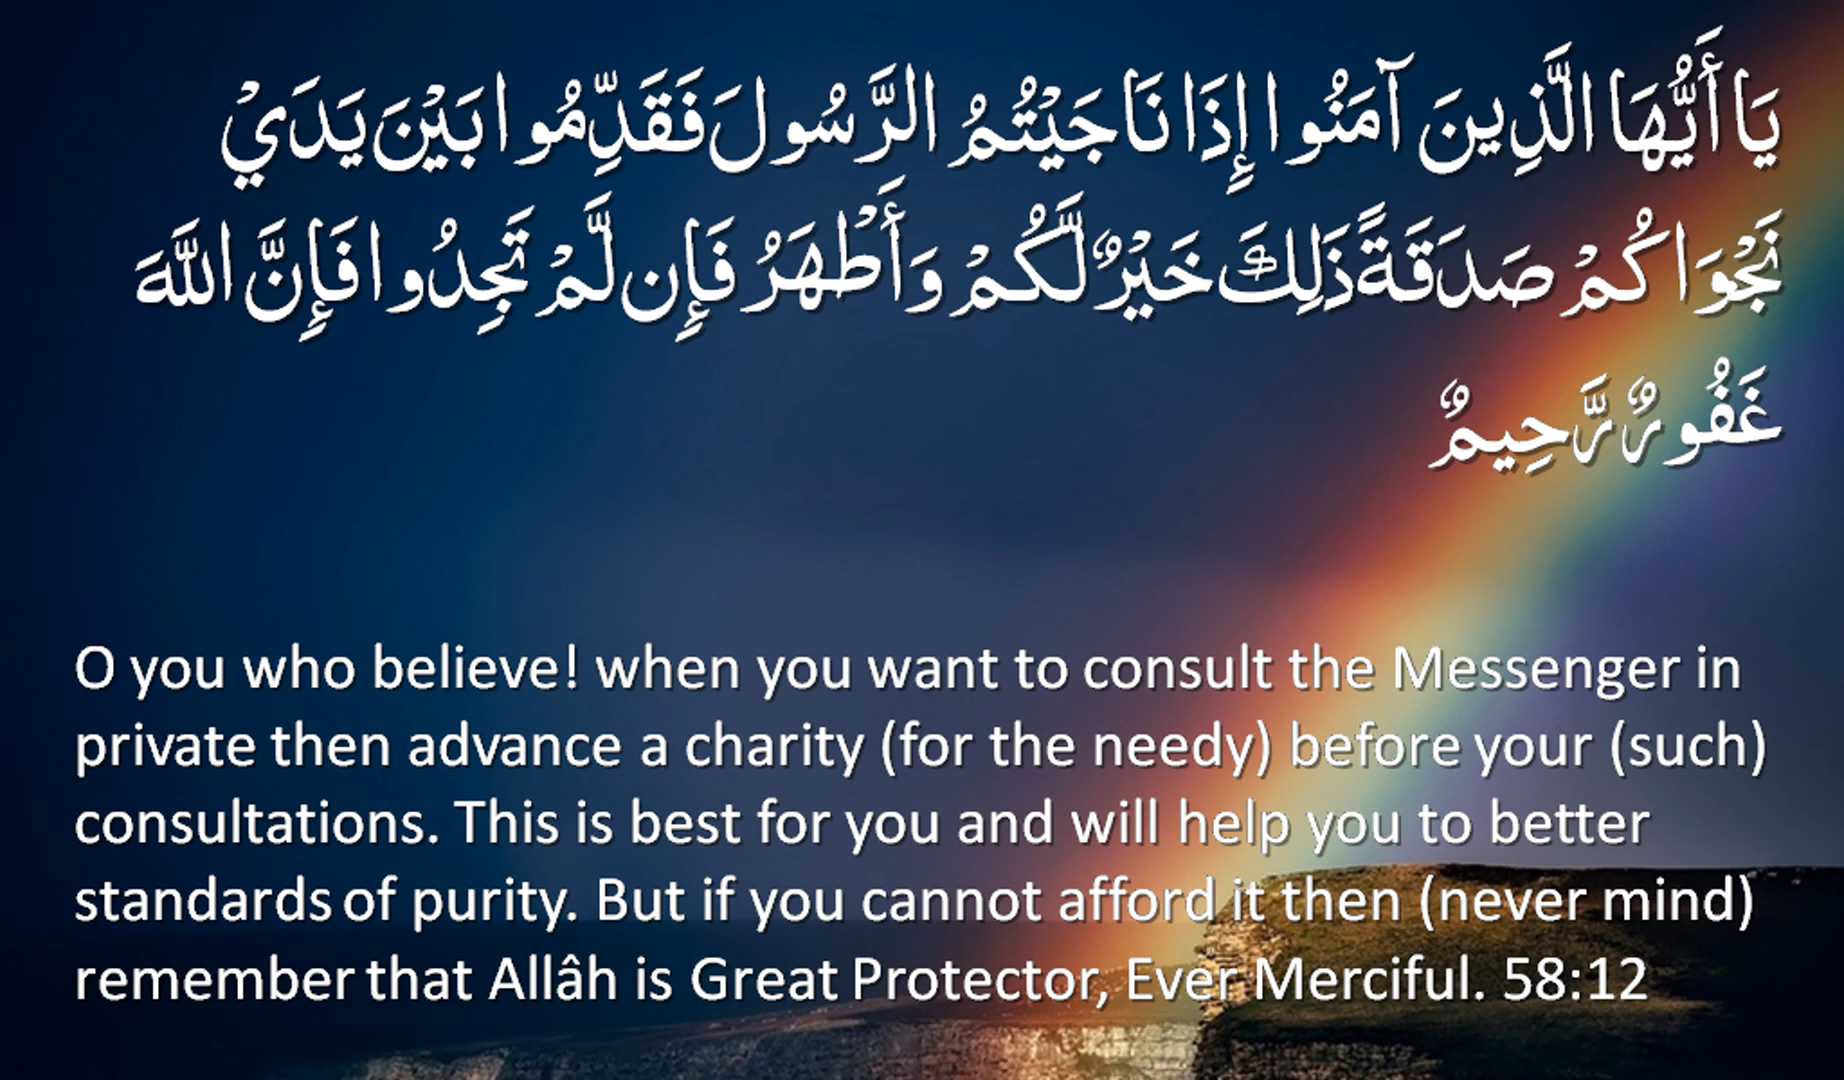 يَا أَيُّهَا الَّذِينَ آمَنُوا إِذَا نَاجَيْتُمُ الرَّسُولَ فَقَدِّمُوا بَيْنَ يَدَيْ
نَجْوَاكُمْ صَدَقَةً ذَلِكَ خَيْرٌ لَّكُمْ وَأَطْهَرُ فَإِن لَّمْ تَجِدُوا فَإِنَّ اللَّهَ
غَفُورٌ رَّحِيمٌ
O you who believe! when you want to consult the Messenger in
private then advance a charity (for the needy) before your (such)
consultations. This is best for you and will help you to better
standards of purity. But if you cannot afford it then (never mind)
remember that Allâh is Great Protector, Ever Merciful. 58:12